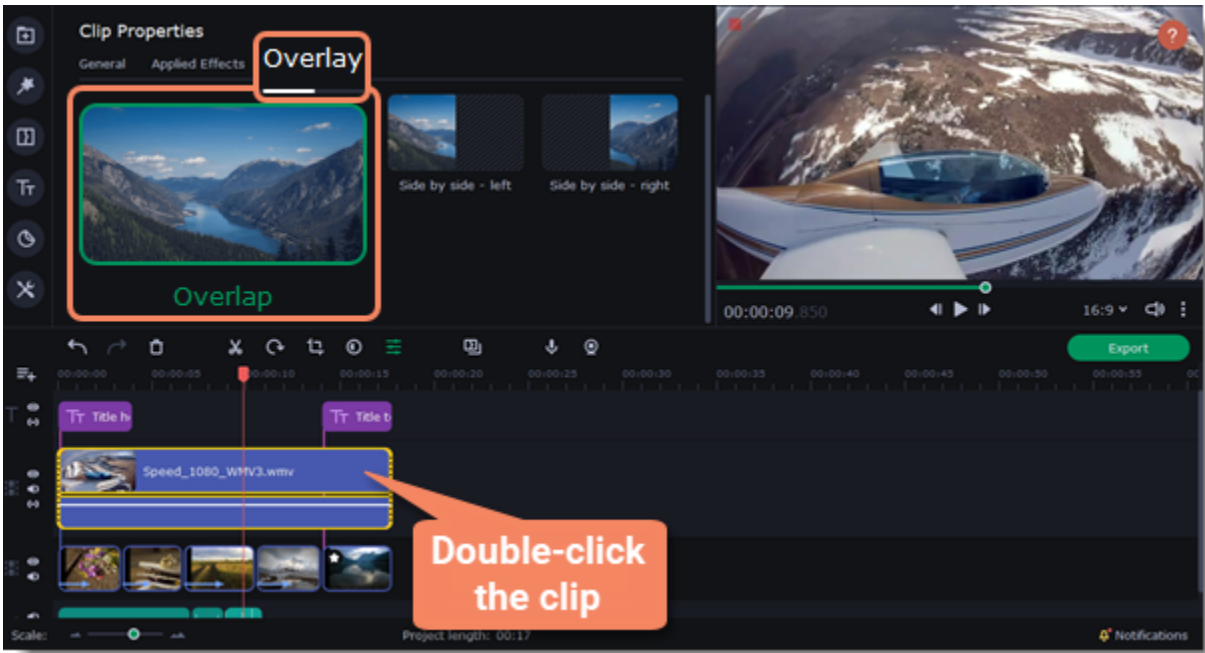 Clip Properties
General Applied Effects Overlay
Overlap
Side by side - left
Side by side - right
?
00:00:09.850
16:9
Export
00:00:00 00:00:05 00:00:10 00:00:15 00:00:20 00:00:25 00:00:30 00:00:35 00:00:40 00:00:45 00:00:50 00:00:55
Title h
Title t
Speed_1080_WMV3.wmv
Double-click
the clip
Scale:
Project length: 00:17
Notifications